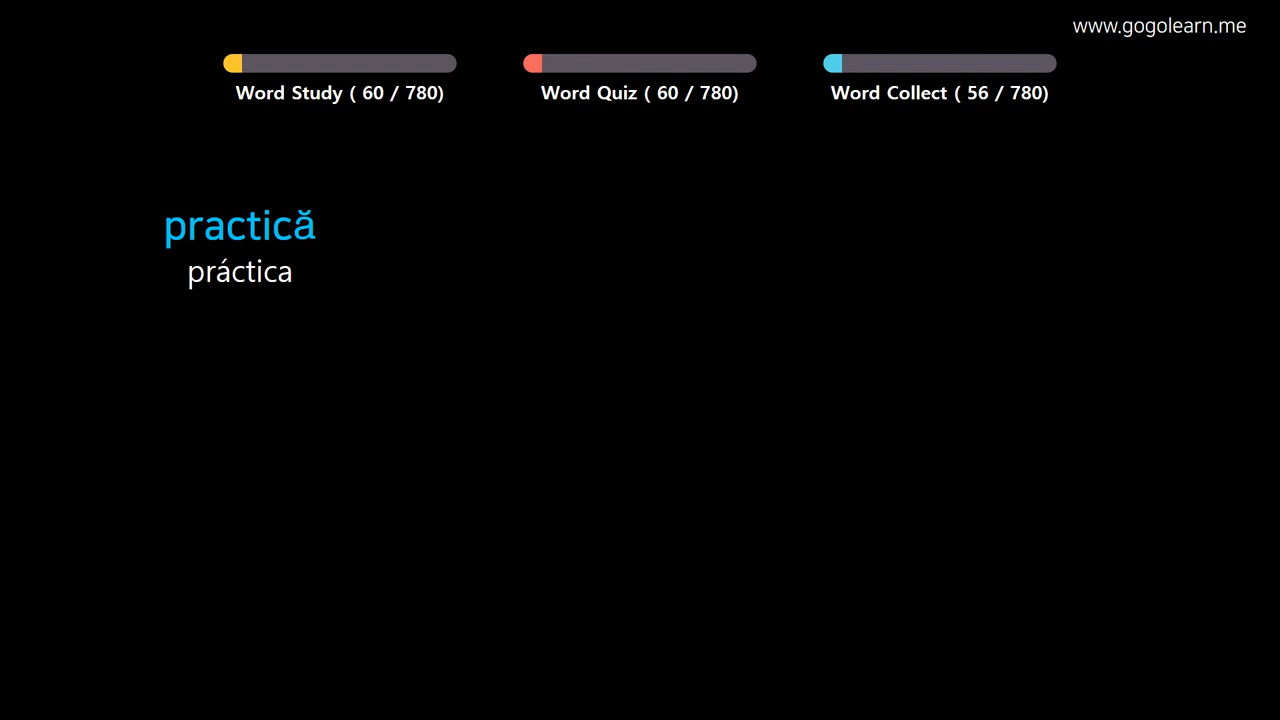 www.gogolearn.me
Word Study ( 60 / 780)
Word Quiz ( 60 / 780)
Word Collect ( 56 / 780)
practică
práctica